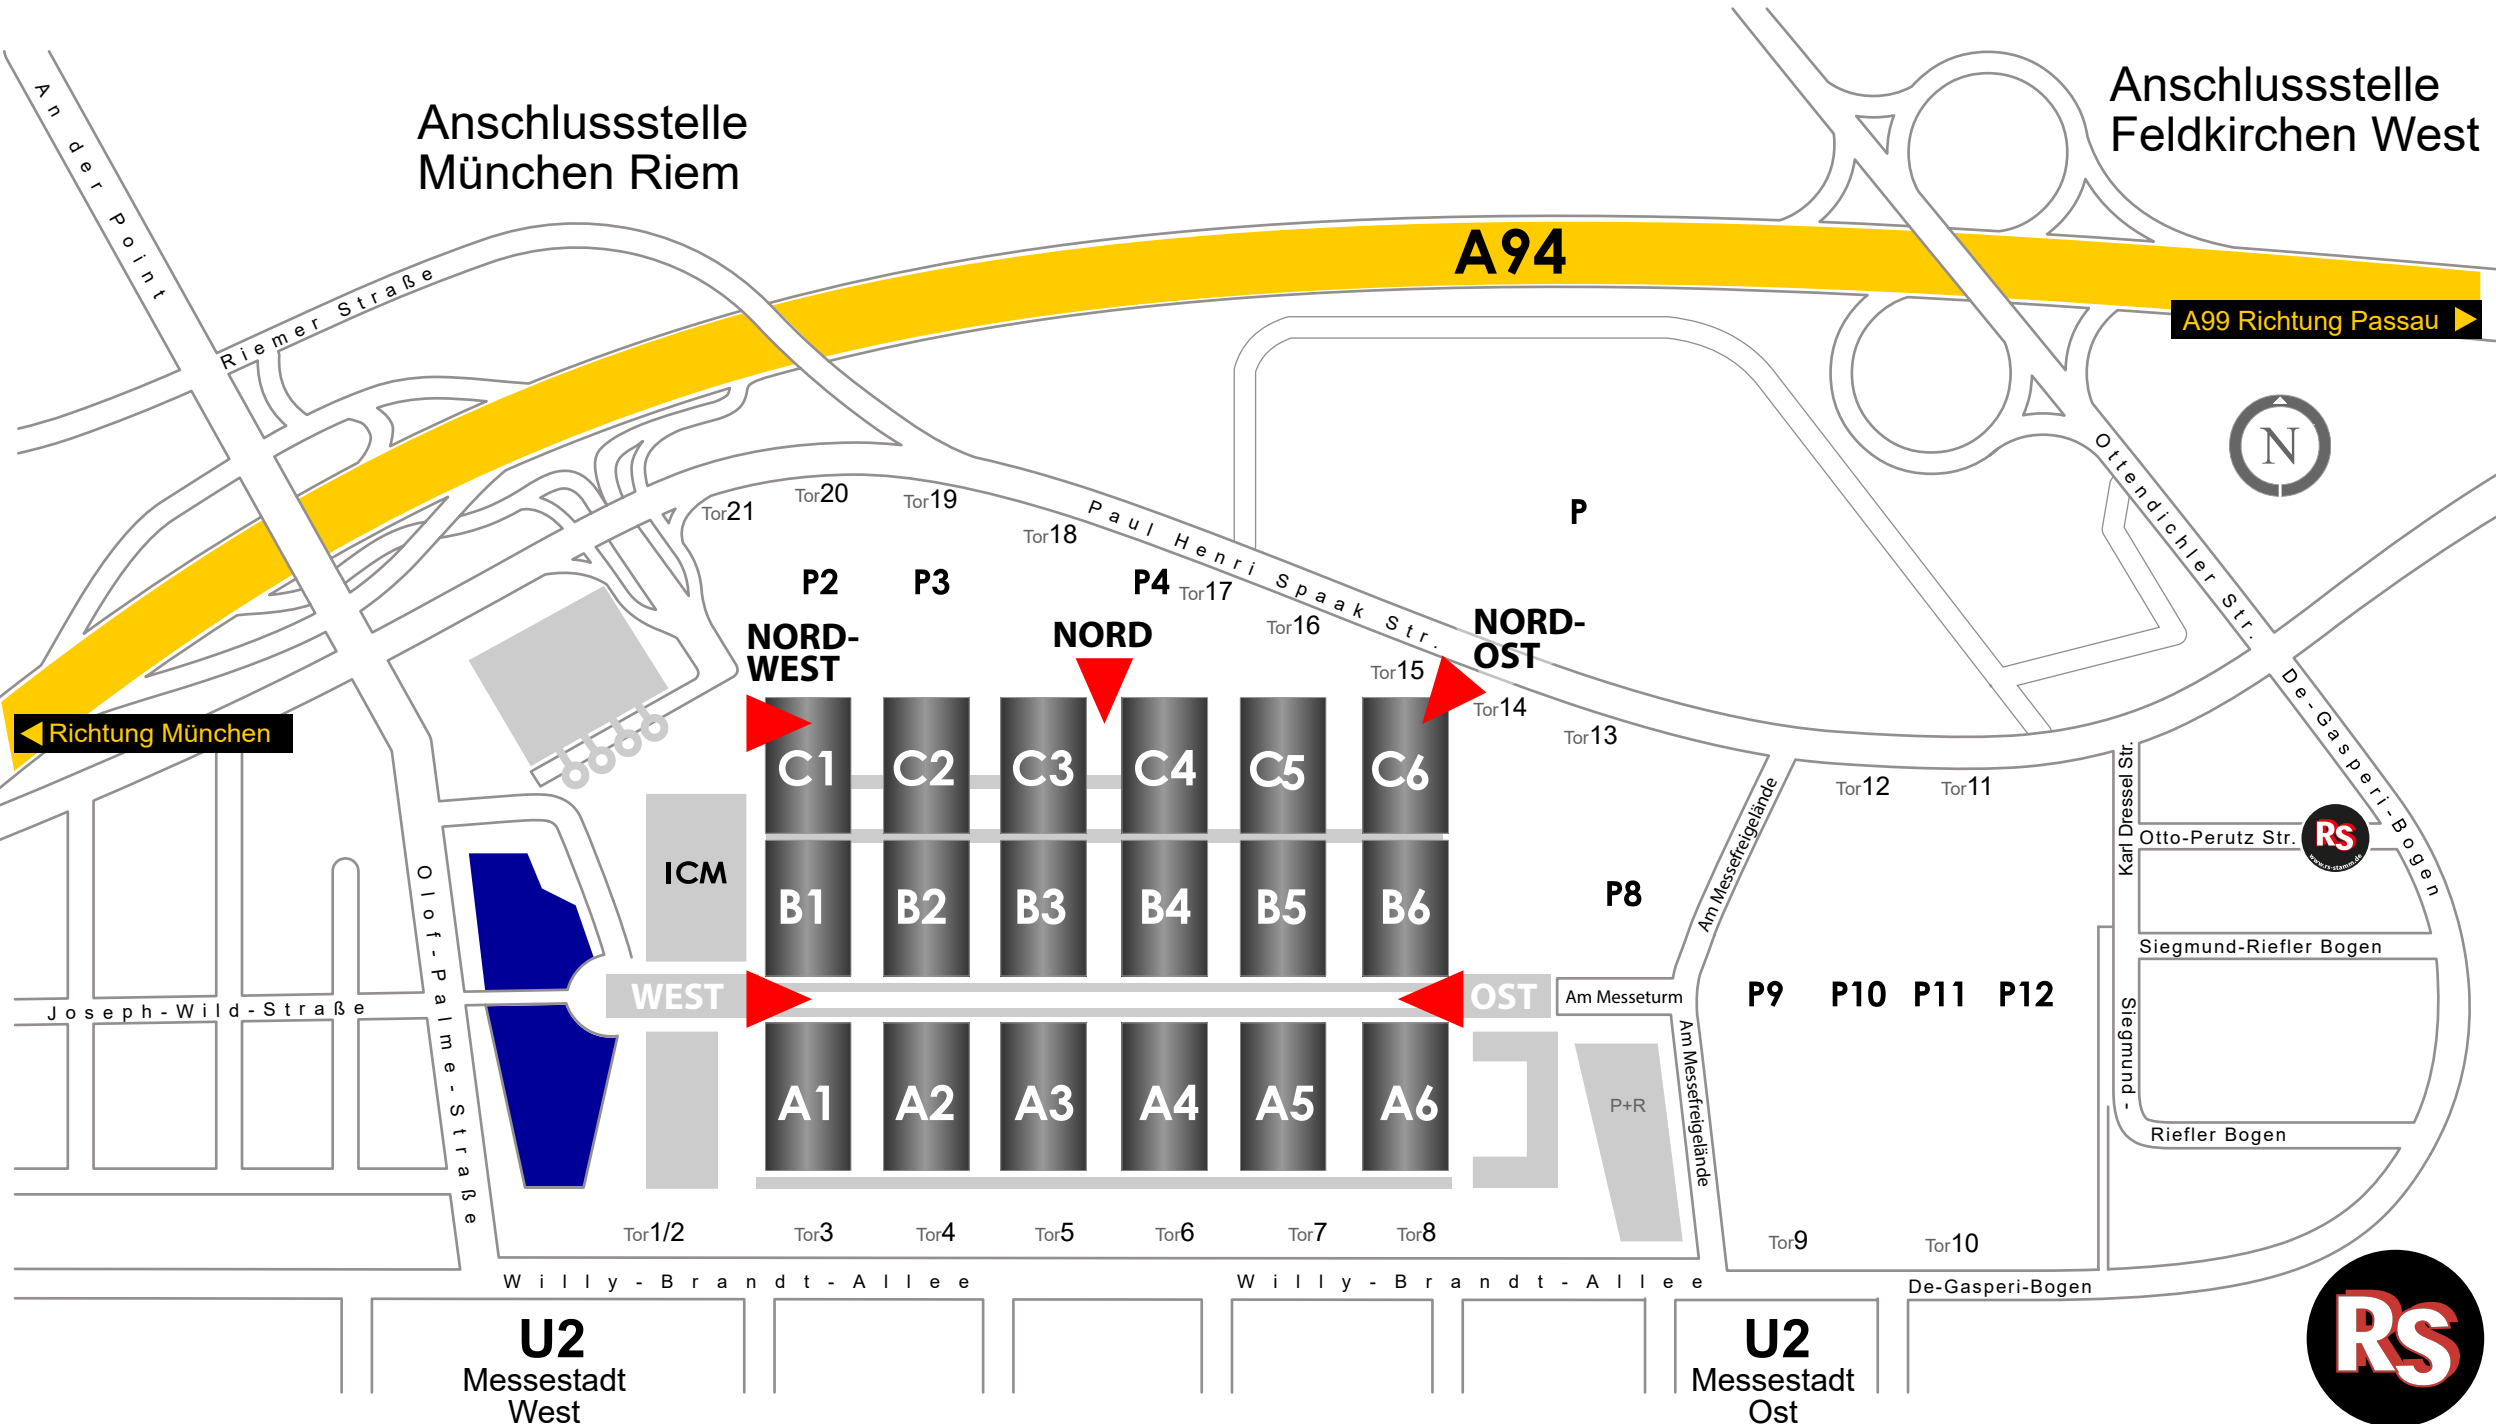 Anschlussstelle
München Riem
Anschlussstelle
Feldkirchen West
An der Point
Riemer Straße
A94
A99 Richtung Passau
N
Ottendichler Str.
Tor21
Tor20
Tor19
Tor18
Paul Henri Spaak Str.
P
P2
P3
P4
Tor17
Tor16
Tor15
Tor14
Tor13
NORD-
WEST
NORD
NORD-
OST
Richtung München
De-Gasperi-Bogen
C1
C2
C3
C4
C5
C6
Tor12
Tor11
Karl Dressel Str.
Otto-Perutz Str.
RS
www.rs-stamm.de
Am Messefreigelände
ICM
B1
B2
B3
B4
B5
B6
P8
Olof-Palme-Straße
Siegmund-Riefler Bogen
Joseph-Wild-Straße
WEST
OST
Am Messeturm
P9
P10
P11
P12
Siegmund-
Riefler Bogen
Am Messefreigelände
A1
A2
A3
A4
A5
A6
P+R
Tor1/2
Tor3
Tor4
Tor5
Tor6
Tor7
Tor8
Tor9
Tor10
Willy-Brandt-Allee
Willy-Brandt-Allee
De-Gasperi-Bogen
U2
Messestadt
West
U2
Messestadt
Ost
RS